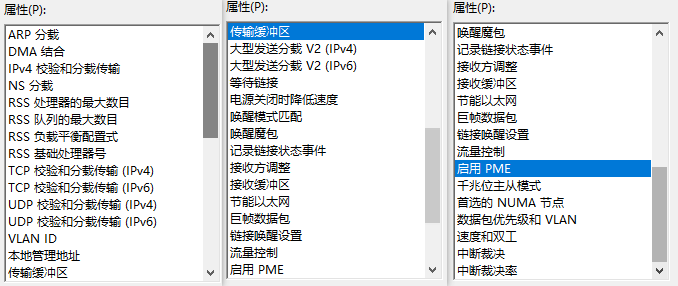 属性(P):
ARP 分载
DMA 结合
IPv4 校验和分载传输
NS 分载
RSS 处理器的最大数目
RSS 队列的最大数目
RSS 负载平衡配置式
RSS 基础处理器号
TCP 校验和分载传输 (IPv4)
TCP 校验和分载传输 (IPv6)
UDP 校验和分载传输 (IPv4)
UDP 校验和分载传输 (IPv6)
VLAN ID
本地管理地址
传输缓冲区
属性(P):
传输缓冲区
大型发送分载 V2 (IPv4)
大型发送分载 V2 (IPv6)
等待链接
电源关闭时降低速度
唤醒模式匹配
唤醒魔包
记录链接状态事件
接收方调整
接收缓冲区
节能以太网
巨帧数据包
链接唤醒设置
流量控制
启用 PME
属性(P):
唤醒魔包
记录链接状态事件
接收方调整
接收缓冲区
节能以太网
巨帧数据包
链接唤醒设置
流量控制
启用 PME
千兆位主从模式
首选的 NUMA 节点
数据包优先级和 VLAN
速度和双工
中断裁决
中断裁决率